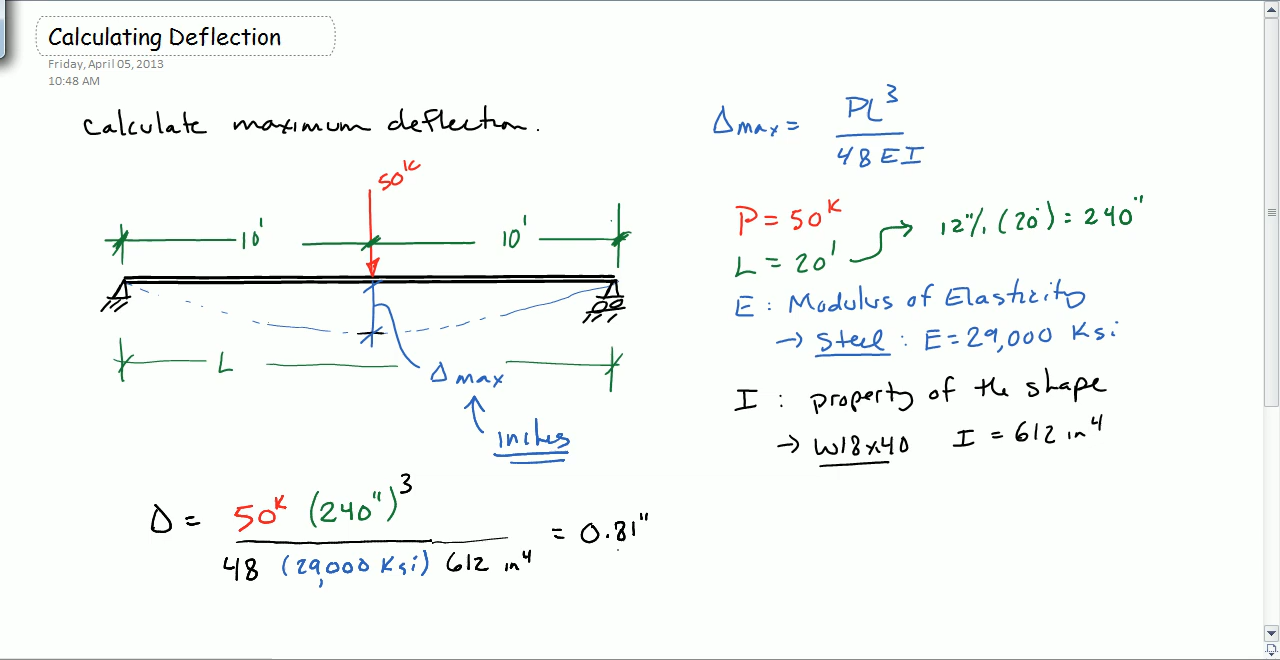 Calculating Deflection
Friday, April 05, 2013
10:48 AM
Calculate maximum deflection.
50ᴷ
10'
10'
L
Δmax
inches
Δ = 50ᴷ (240")³ / 48 (29,000 Ksi) 612 in⁴ = 0.81"
Δmax = PL³ / 48EI
P = 50ᴷ
L = 20' → 12"/' (20') = 240"
E : Modulus of Elasticity
→ Steel : E = 29,000 Ksi
I : property of the shape
→ W18x40 I = 612 in⁴